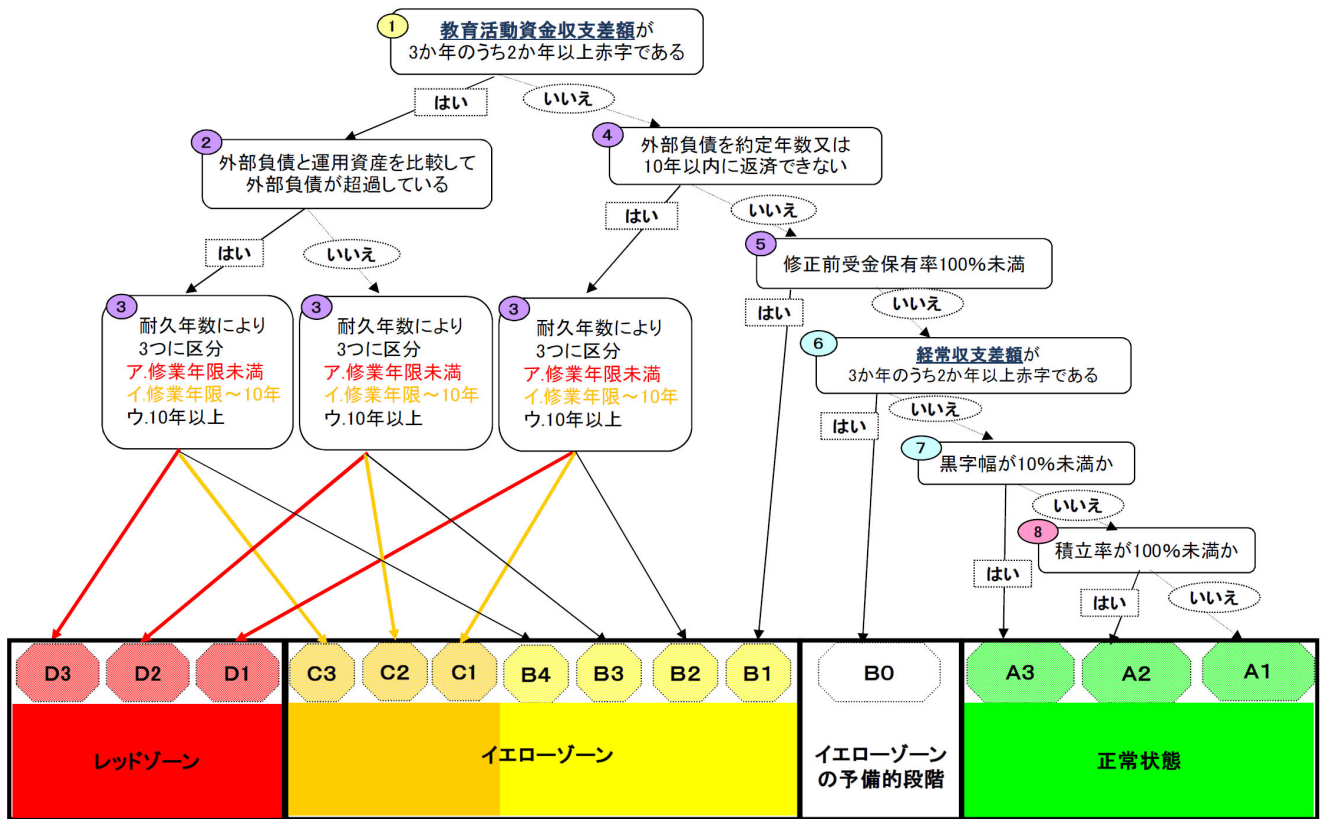 1
教育活動資金収支差額が
3か年のうち2か年以上赤字である
はい
いいえ
2
外部負債と運用資産を比較して
外部負債が超過している
4
外部負債を約定年数又は
10年以内に返済できない
はい
いいえ
はい
いいえ
5
修正前受金保有率100%未満
はい
いいえ
3
耐久年数により
3つに区分
ア.修業年限未満
イ.修業年限～10年
ウ.10年以上
3
耐久年数により
3つに区分
ア.修業年限未満
イ.修業年限～10年
ウ.10年以上
3
耐久年数により
3つに区分
ア.修業年限未満
イ.修業年限～10年
ウ.10年以上
6
経常収支差額が
3か年のうち2か年以上赤字である
はい
いいえ
7
黒字幅が10%未満か
はい
いいえ
8
積立率が100%未満か
はい
いいえ
D3
D2
D1
C3
C2
C1
B4
B3
B2
B1
B0
A3
A2
A1
レッドゾーン
イエローゾーン
イエローゾーン
の予備的段階
正常状態